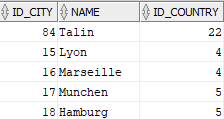 ID_CITY NAME ID_COUNTRY
84 Talin 22
15 Lyon 4
16 Marseille 4
17 Munchen 5
18 Hamburg 5